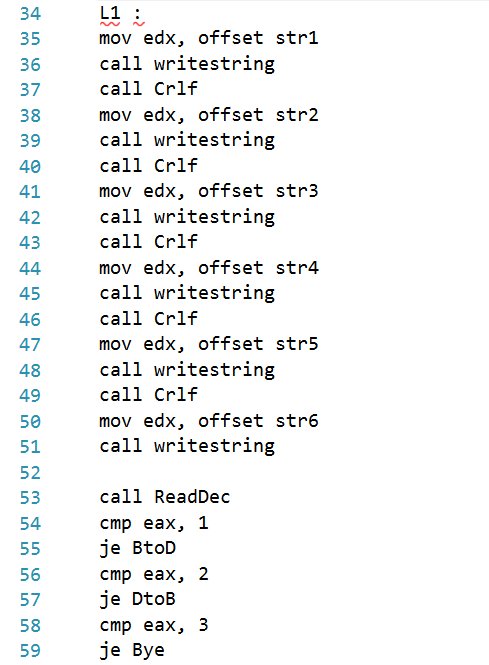 34 L1 :
35 mov edx, offset str1
36 call writestring
37 call Crlf
38 mov edx, offset str2
39 call writestring
40 call Crlf
41 mov edx, offset str3
42 call writestring
43 call Crlf
44 mov edx, offset str4
45 call writestring
46 call Crlf
47 mov edx, offset str5
48 call writestring
49 call Crlf
50 mov edx, offset str6
51 call writestring
52
53 call ReadDec
54 cmp eax, 1
55 je BtoD
56 cmp eax, 2
57 je DtoB
58 cmp eax, 3
59 je Bye